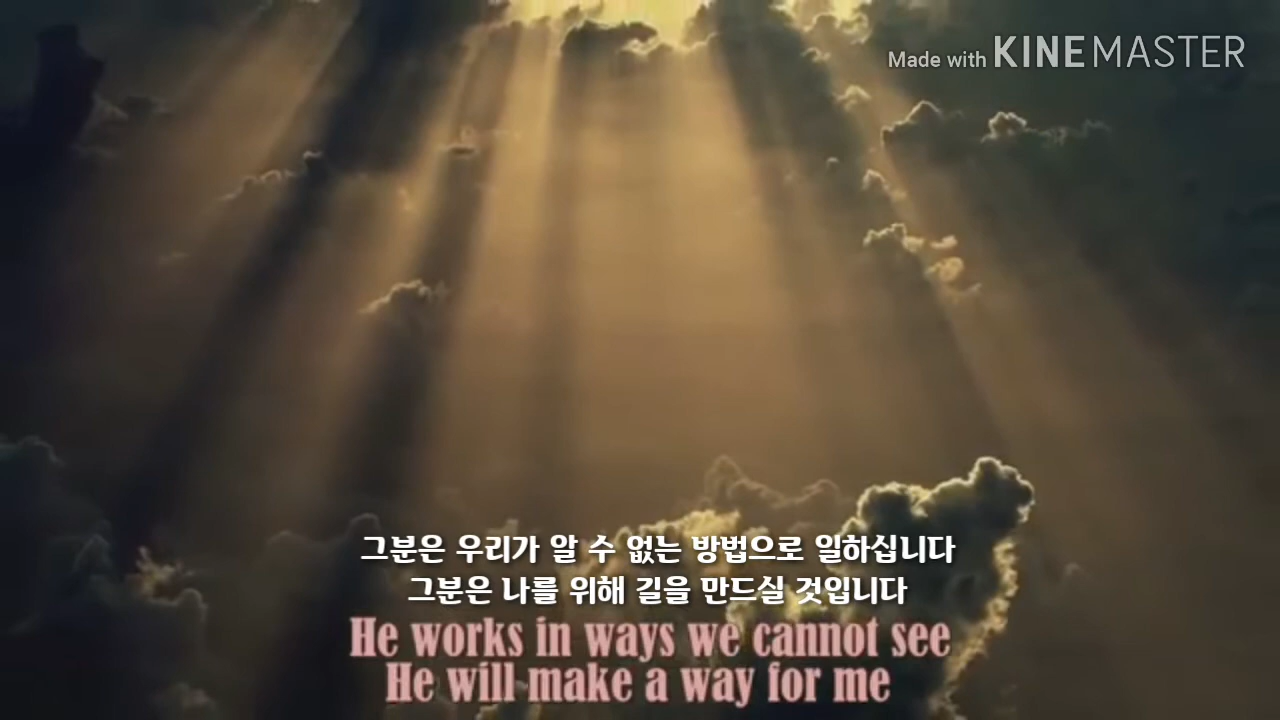 Made with KINEMASTER
그분은 우리가 알 수 없는 방법으로 일하십니다
그분은 나를 위해 길을 만드실 것입니다
He works in ways we cannot see
He will make a way for me